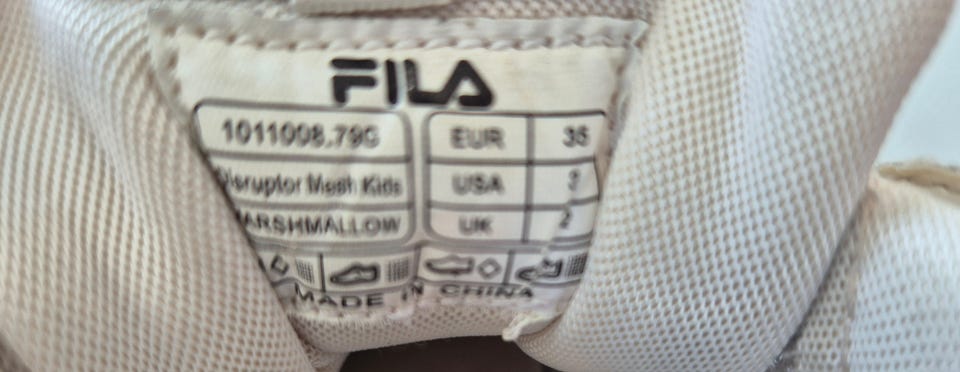 FILA
1011008.79G
EUR 35
Disruptor Mesh Kids
USA 3
MARSHMALLOW
UK 2
MADE IN CHINA